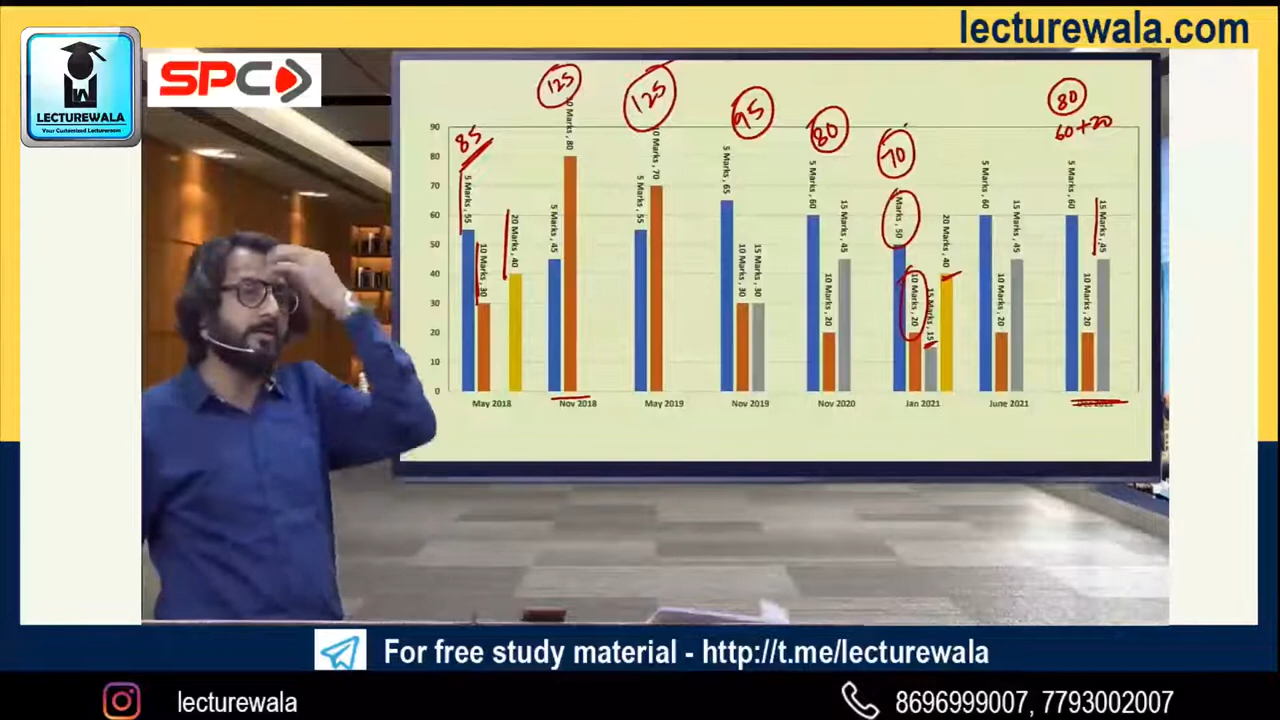 lecturewala.com
LECTUREWALA
Your Customised Lectureroom
SPC
125
125
95
80
70
80
60+20
85
90
80
70
60
50
40
30
20
10
0
5 Marks , 55
10 Marks , 30
20 Marks , 40
5 Marks , 45
10 Marks , 80
5 Marks , 55
10 Marks , 70
5 Marks , 65
10 Marks , 30
15 Marks , 30
5 Marks , 60
10 Marks , 20
15 Marks , 45
Marks , 50
10 Marks , 20
15 Marks , 15
20 Marks , 40
5 Marks , 60
10 Marks , 20
15 Marks , 45
5 Marks , 60
10 Marks , 20
15 Marks , 45
May 2018
Nov 2018
May 2019
Nov 2019
Nov 2020
Jan 2021
June 2021
For free study material - http://t.me/lecturewala
lecturewala
8696999007, 7793002007